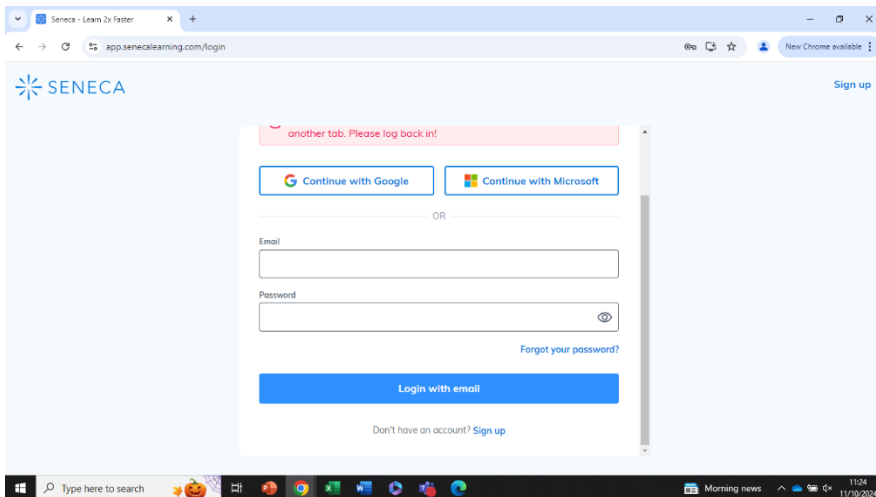 Seneca - Learn 2x Faster
app.senecalearning.com/login
New Chrome available
SENECA
Sign up
another tab. Please log back in!
Continue with Google
Continue with Microsoft
OR
Email
Password
Forgot your password?
Login with email
Don't have an account? Sign up
Type here to search
Morning news
11:24
11/10/2024